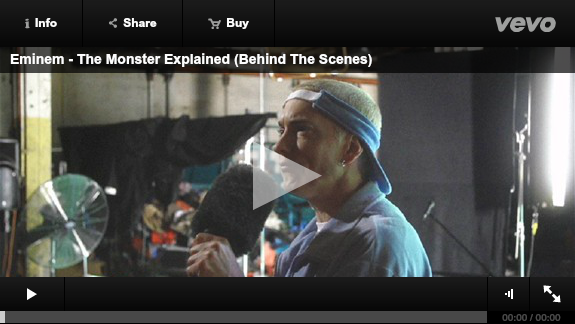 Info
Share
Buy
vevo
Eminem - The Monster Explained (Behind The Scenes)
00:00 / 00:00